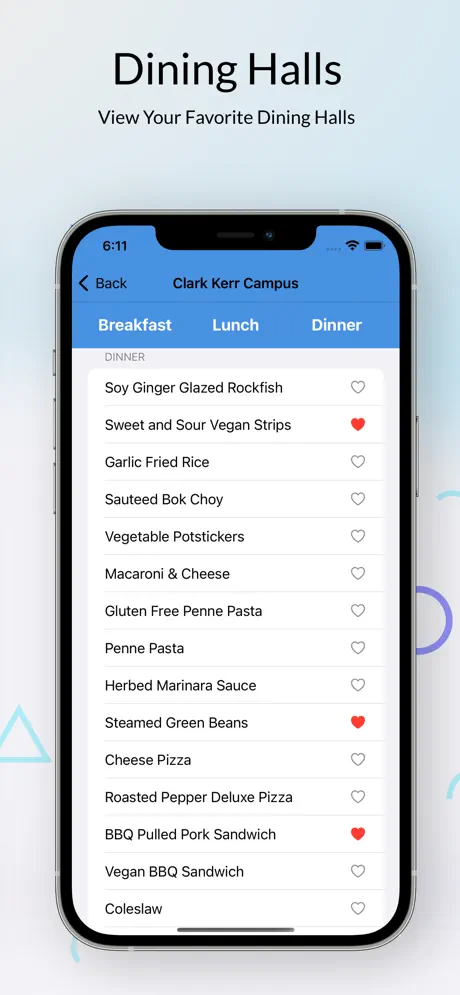 Dining Halls
View Your Favorite Dining Halls
6:11
Back
Clark Kerr Campus
Breakfast Lunch Dinner
DINNER
Soy Ginger Glazed Rockfish
Sweet and Sour Vegan Strips
Garlic Fried Rice
Sauteed Bok Choy
Vegetable Potstickers
Macaroni & Cheese
Gluten Free Penne Pasta
Penne Pasta
Herbed Marinara Sauce
Steamed Green Beans
Cheese Pizza
Roasted Pepper Deluxe Pizza
BBQ Pulled Pork Sandwich
Vegan BBQ Sandwich
Coleslaw